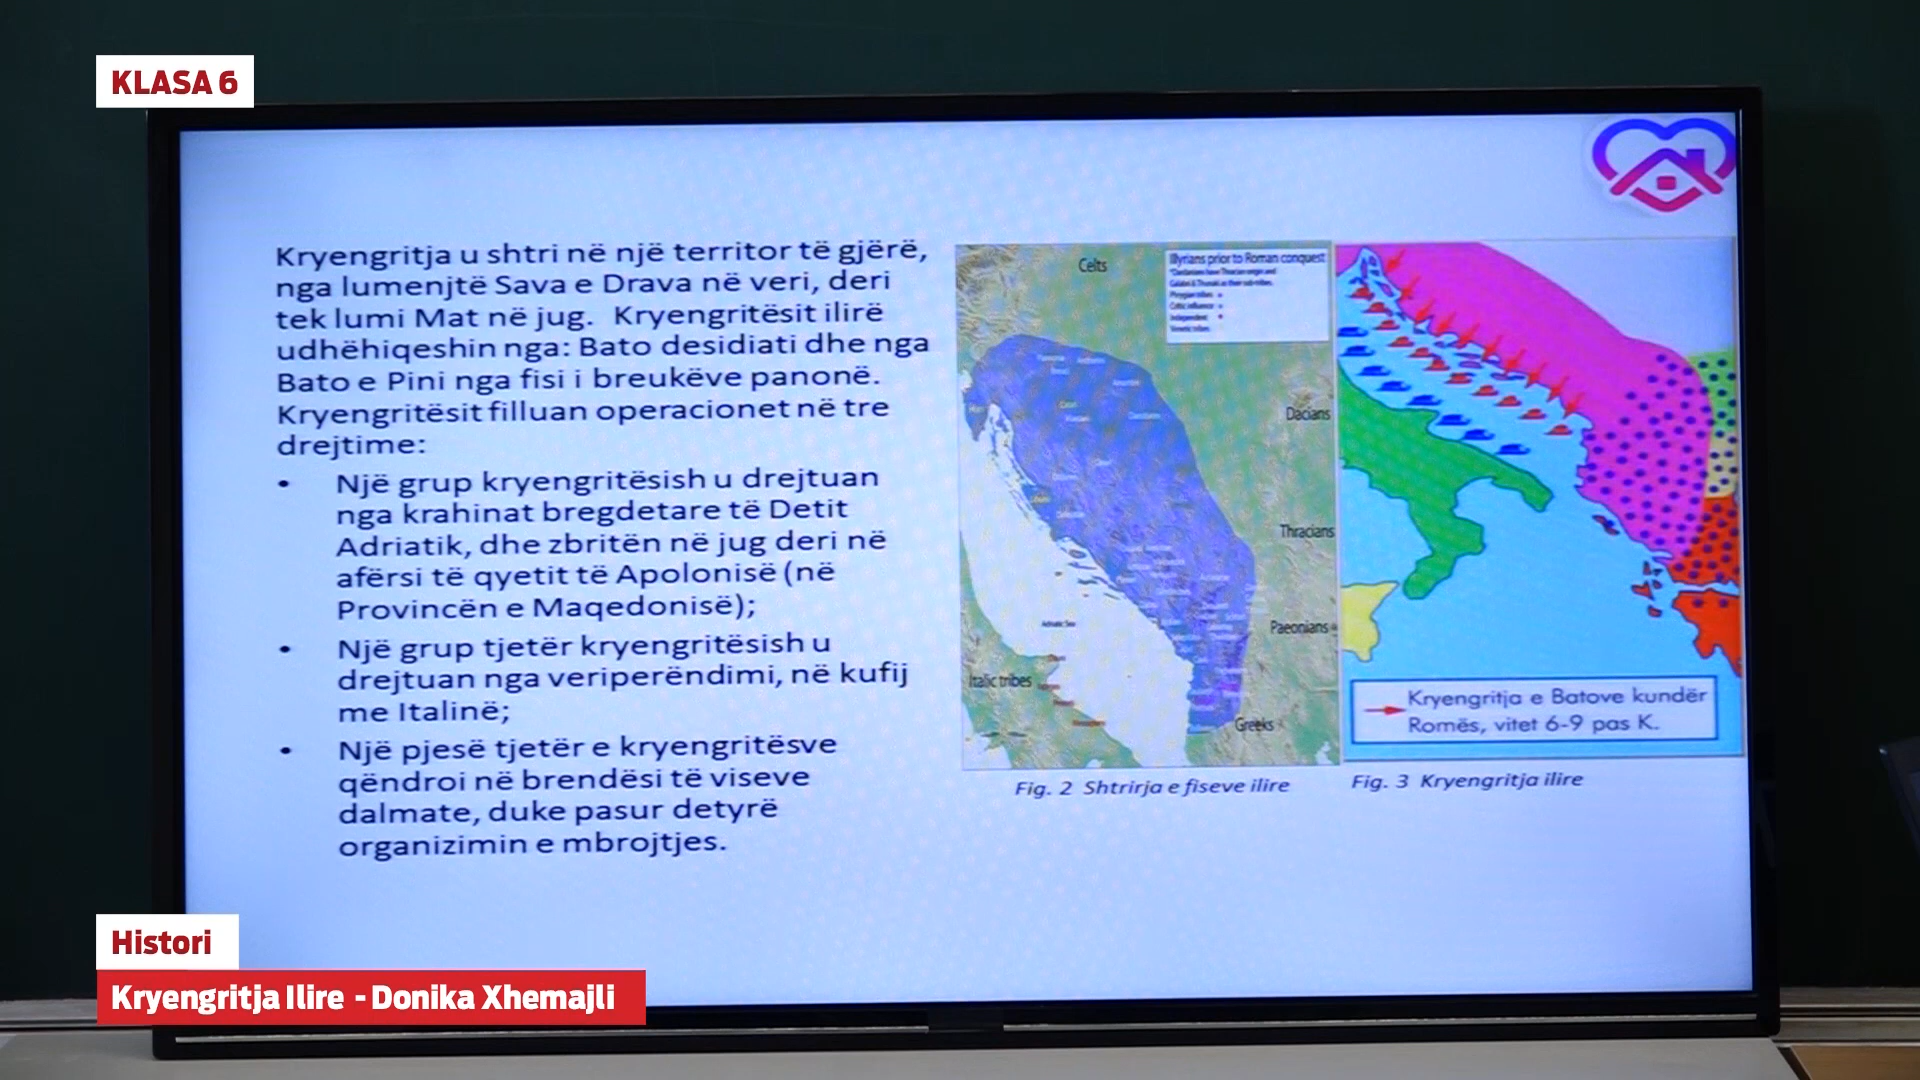 KLASA 6
Kryengritja u shtri në një territor të gjërë,
nga lumenjtë Sava e Drava në veri, deri
tek lumi Mat në jug. Kryengritësit ilirë
udhëhiqeshin nga: Bato desidiati dhe nga
Bato e Pini nga fisi i breukëve panonë.
Kryengritësit filluan operacionet në tre
drejtime:
• Një grup kryengritësish u drejtuan
nga krahinat bregdetare të Detit
Adriatik, dhe zbritën në jug deri në
afërsi të qyetit të Apolonisë (në
Provincën e Maqedonisë);
• Një grup tjetër kryengritësish u
drejtuan nga veriperëndimi, në kufij
me Italinë;
• Një pjesë tjetër e kryengritësve
qëndroi në brendësi të viseve
dalmate, duke pasur detyrë
organizimin e mbrojtjes.
Celts
Illyrians prior to Roman conquest
Dacians
Thracians
Paeonians
Adriatic Sea
Italic tribes
Greeks
Fig. 2 Shtrirja e fiseve ilire
Kryengritja e Batove kundër
Romës, vitet 6-9 pas K.
Fig. 3 Kryengritja ilire
Histori
Kryengritja Ilire - Donika Xhemajli